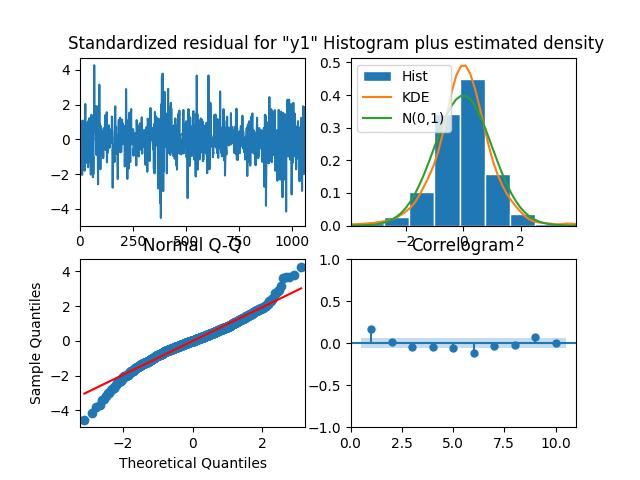 Standardized residual for "y1"
4
2
0
−2
−4
0 250 500 750 1000
Histogram plus estimated density
Hist
KDE
N(0,1)
0.5
0.4
0.3
0.2
0.1
0.0
−2 0 2
Normal Q-Q
Sample Quantiles
4
2
0
−2
−4
−2 0 2
Theoretical Quantiles
Correlogram
1.0
0.5
0.0
−0.5
−1.0
0.0 2.5 5.0 7.5 10.0